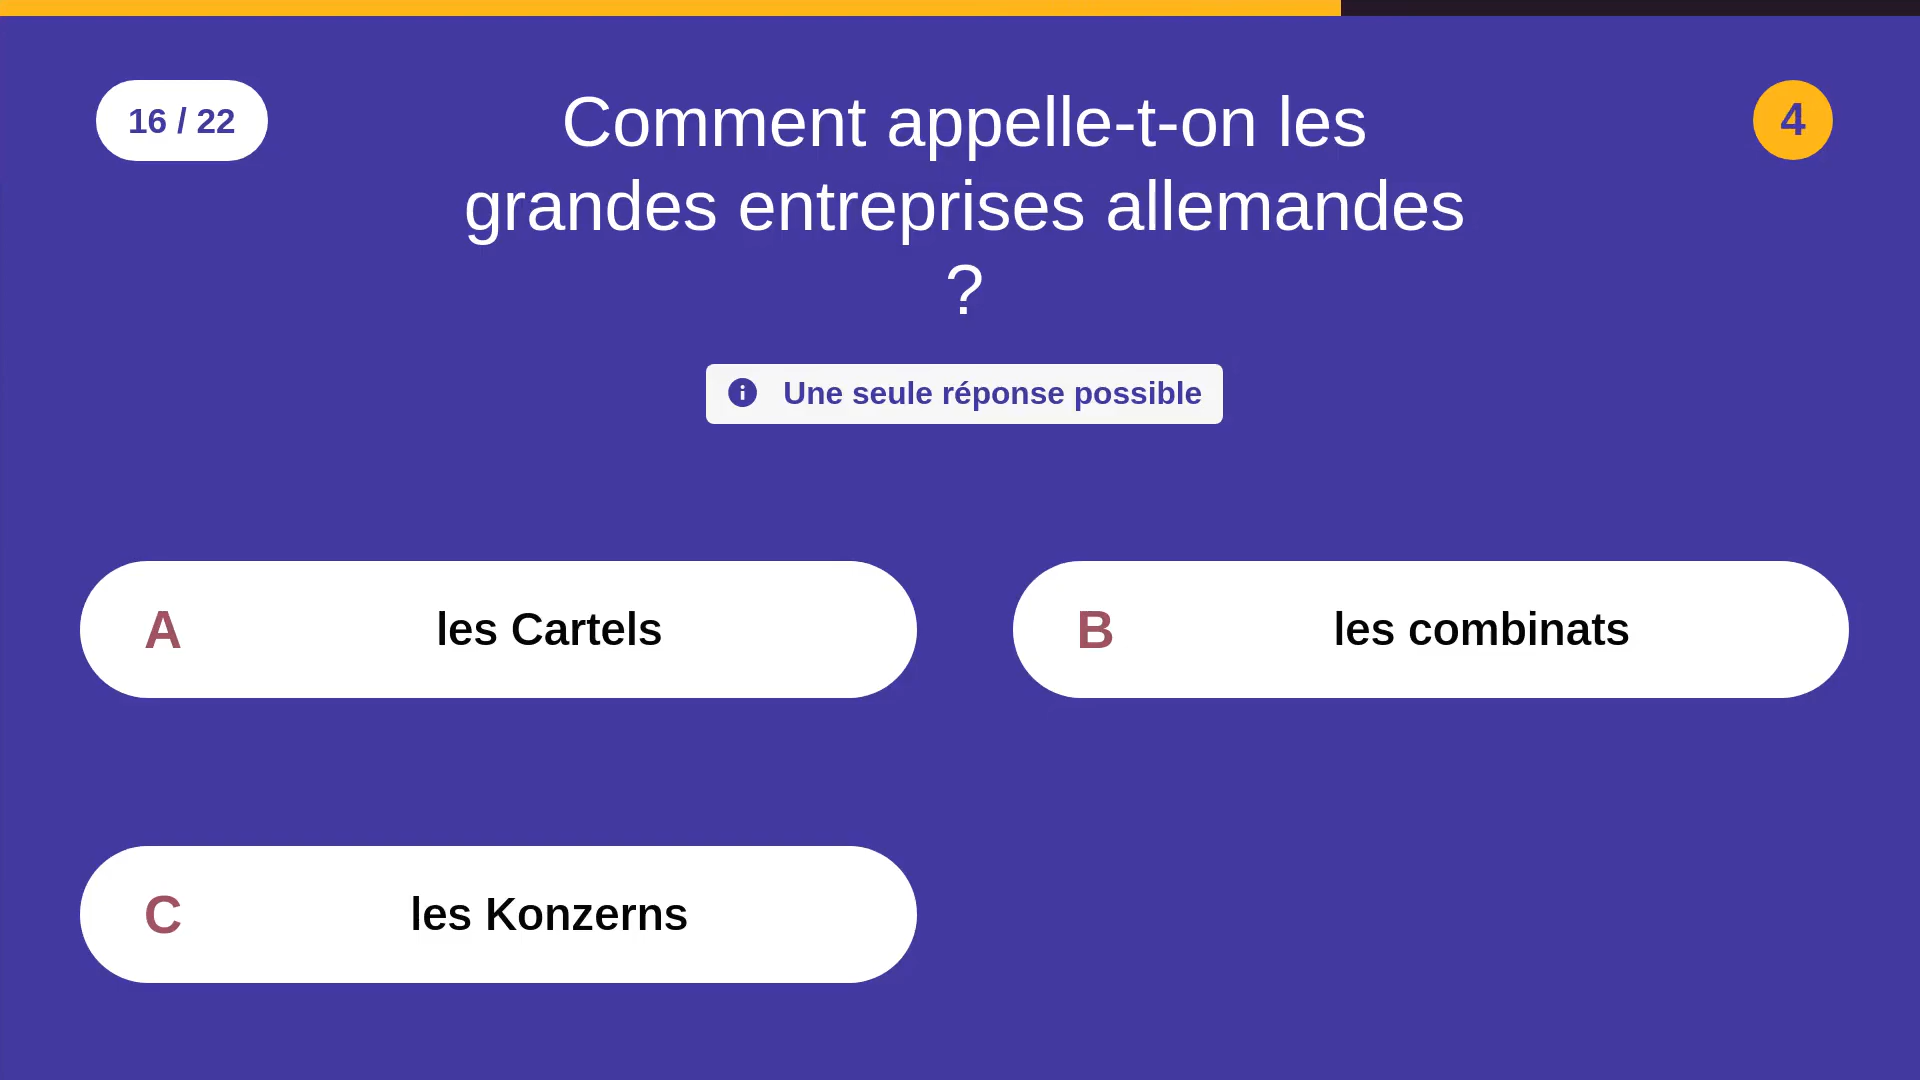 16 / 22
Comment appelle-t-on les
grandes entreprises allemandes
?
4
Une seule réponse possible
A les Cartels
B les combinats
C les Konzerns